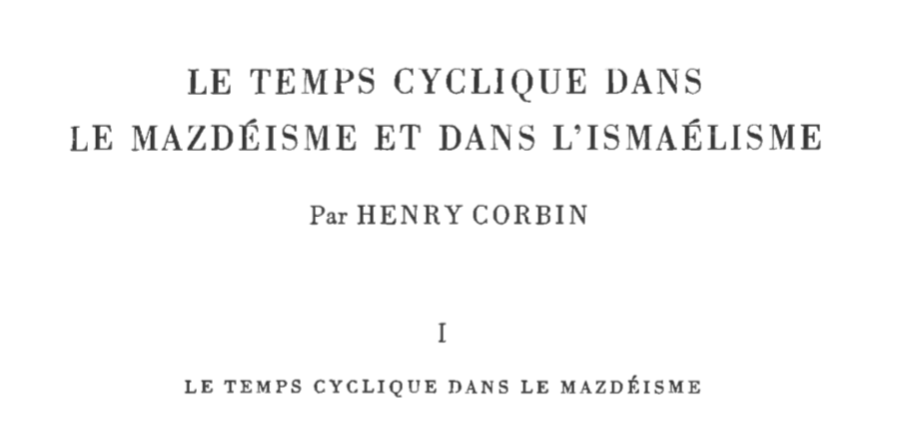 LE TEMPS CYCLIQUE DANS
LE MAZDÉISME ET DANS L'ISMAÉLISME
Par HENRY CORBIN
I
LE TEMPS CYCLIQUE DANS LE MAZDÉISME